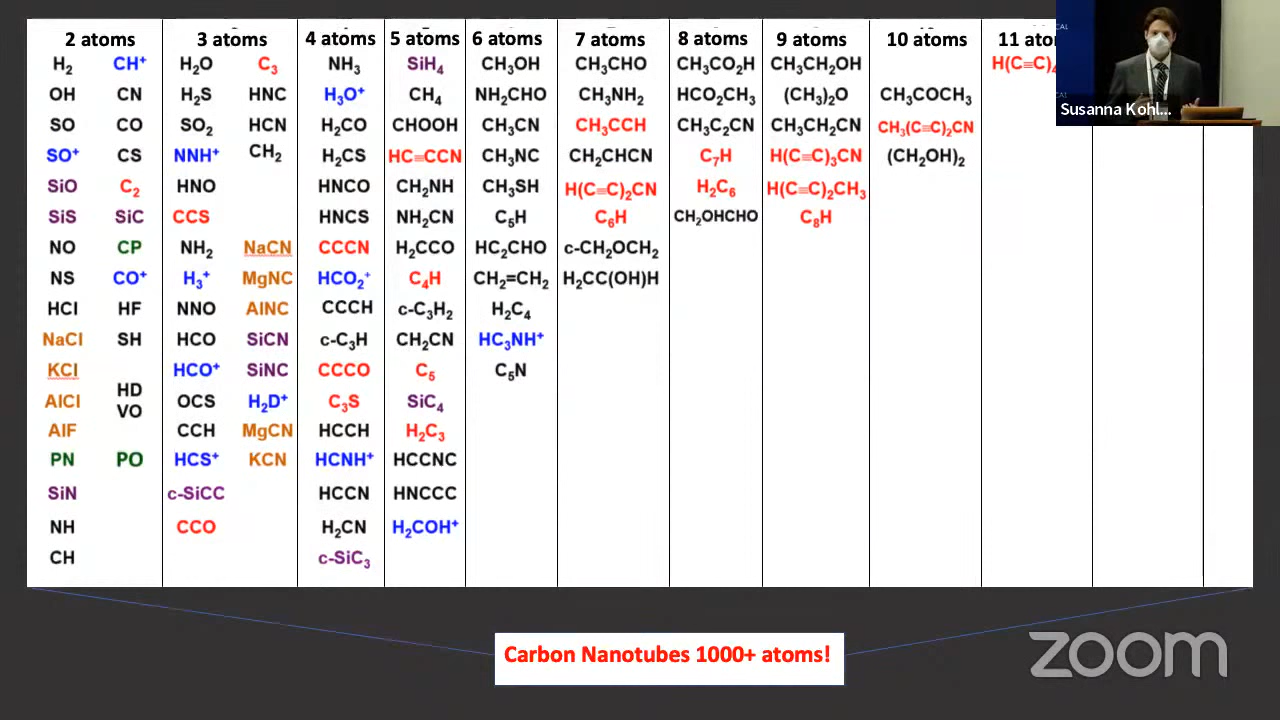 2 atoms 3 atoms 4 atoms 5 atoms 6 atoms 7 atoms 8 atoms 9 atoms 10 atoms 11
H₂ CH⁺ H₂O C₃ NH₃ SiH₄ CH₃OH CH₃CHO CH₃CO₂H CH₃CH₂OH H(C≡C)₄
OH CN H₂S HNC H₃O⁺ CH₄ NH₂CHO CH₃NH₂ HCO₂CH₃ (CH₃)₂O CH₃COCH₃
SO CO SO₂ HCN H₂CO CHOOH CH₃CN CH₃CCH CH₃C₂CN CH₃CH₂CN CH₃(C≡C)₂CN
SO⁺ CS NNH⁺ CH₂ H₂CS HC≡CCN CH₃NC CH₂CHCN C₇H H(C≡C)₃CN (CH₂OH)₂
SiO C₂ HNO HNCO CH₂NH CH₃SH H(C≡C)₂CN H₂C₆ H(C≡C)₂CH₃
SiS SiC CCS HNCS NH₂CN C₅H C₆H CH₂OHCHO C₈H
NO CP NH₂ NaCN CCCN H₂CCO HC₂CHO c-CH₂OCH₂
NS CO⁺ H₃⁺ MgNC HCO₂⁺ C₄H CH₂=CH₂ H₂CC(OH)H
HCl HF NNO AlNC CCCH c-C₃H₂ H₂C₄
NaCl SH HCO SiCN c-C₃H CH₂CN HC₃NH⁺
KCl HCO⁺ SiNC CCCO C₅ C₅N
HD
AlCl OCS H₂D⁺ C₃S SiC₄
VO
AlF CCH MgCN HCCH H₂C₃
PN PO HCS⁺ KCN HCNH⁺ HCCNC
SiN c-SiCC HCCN HNCCC
NH CCO H₂CN H₂COH⁺
CH c-SiC₃
Carbon Nanotubes 1000+ atoms!
Susanna Kohl...
zoom